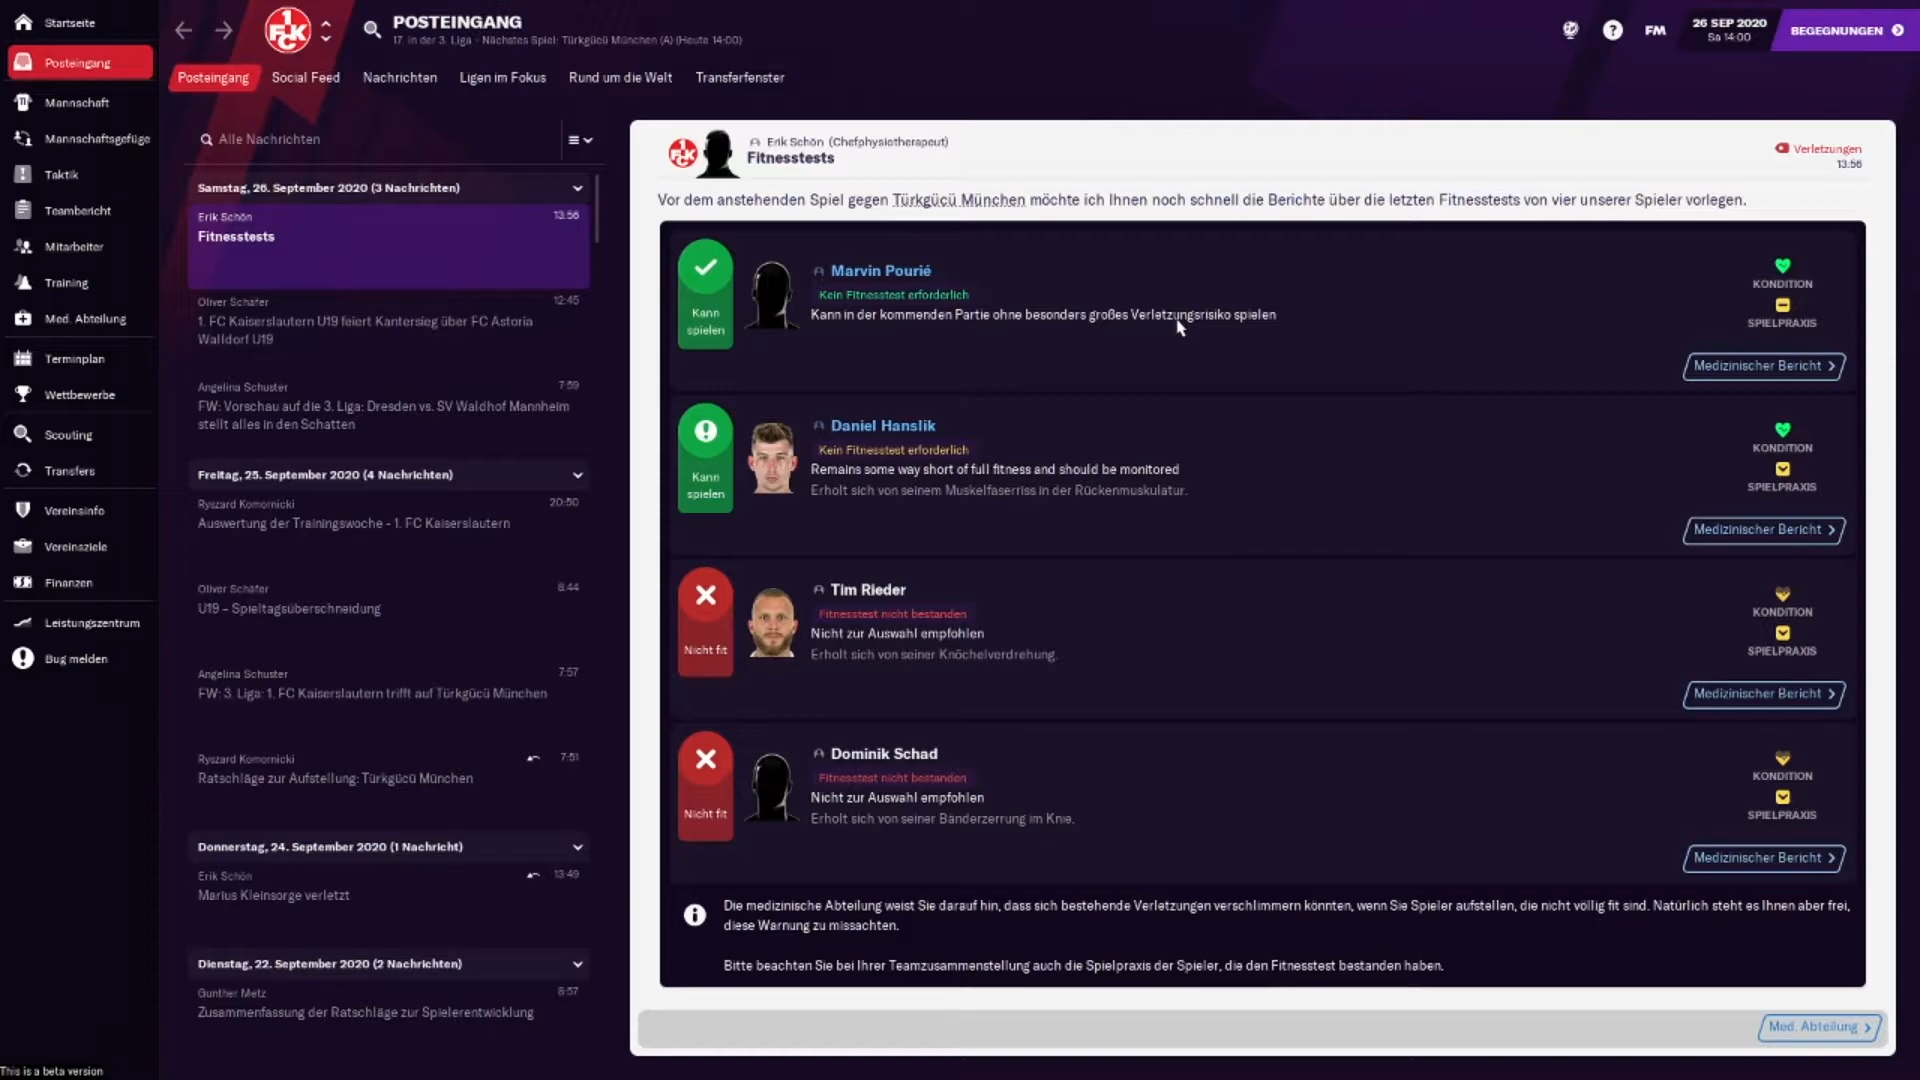 Startseite
Posteingang
Mannschaft
Mannschaftsgefüge
Taktik
Teambericht
Mitarbeiter
Training
Med. Abteilung
Terminplan
Wettbewerbe
Scouting
Transfers
Vereinsinfo
Vereinsziele
Finanzen
Leistungszentrum
Bug melden
This is a beta version
1. FCK
POSTEINGANG
17. in der 3. Liga - Nächstes Spiel: Türkgücü München (A) (Heute 14:00)
FM
26 SEP 2020
Sa 14:00
BEGEGNUNGEN
Posteingang Social Feed Nachrichten Ligen im Fokus Rund um die Welt Transferfenster
Alle Nachrichten
Samstag, 26. September 2020 (3 Nachrichten)
Erik Schön 13:56
Fitnesstests
Oliver Schäfer 12:45
1. FC Kaiserslautern U19 feiert Kantersieg über FC Astoria
Walldorf U19
Angelina Schuster 7:59
FW: Vorschau auf die 3. Liga: Dresden vs. SV Waldhof Mannheim
stellt alles in den Schatten
Freitag, 25. September 2020 (4 Nachrichten)
Ryszard Komornicki 20:50
Auswertung der Trainingswoche - 1. FC Kaiserslautern
Oliver Schäfer 8:44
U19 – Spieltagsüberschneidung
Angelina Schuster 7:57
FW: 3. Liga: 1. FC Kaiserslautern trifft auf Türkgücü München
Ryszard Komornicki 7:51
Ratschläge zur Aufstellung: Türkgücü München
Donnerstag, 24. September 2020 (1 Nachricht)
Erik Schön 13:49
Marius Kleinsorge verletzt
Dienstag, 22. September 2020 (2 Nachrichten)
Gunther Metz 8:57
Zusammenfassung der Ratschläge zur Spielerentwicklung
Erik Schön (Chefphysiotherapeut)
Fitnesstests
Verletzungen
13:56
Vor dem anstehenden Spiel gegen Türkgücü München möchte ich Ihnen noch schnell die Berichte über die letzten Fitnesstests von vier unserer Spieler vorlegen.
Kann
spielen
Marvin Pourié
Kein Fitnesstest erforderlich
Kann in der kommenden Partie ohne besonders großes Verletzungsrisiko spielen
KONDITION
SPIELPRAXIS
Medizinischer Bericht
Kann
spielen
Daniel Hanslik
Kein Fitnesstest erforderlich
Remains some way short of full fitness and should be monitored
Erholt sich von seinem Muskelfaserriss in der Rückenmuskulatur.
KONDITION
SPIELPRAXIS
Medizinischer Bericht
Nicht fit
Tim Rieder
Fitnesstest nicht bestanden
Nicht zur Auswahl empfohlen
Erholt sich von seiner Knöchelverdrehung.
KONDITION
SPIELPRAXIS
Medizinischer Bericht
Nicht fit
Dominik Schad
Fitnesstest nicht bestanden
Nicht zur Auswahl empfohlen
Erholt sich von seiner Bänderzerrung im Knie.
KONDITION
SPIELPRAXIS
Medizinischer Bericht
Die medizinische Abteilung weist Sie darauf hin, dass sich bestehende Verletzungen verschlimmern könnten, wenn Sie Spieler aufstellen, die nicht völlig fit sind. Natürlich steht es Ihnen aber frei,
diese Warnung zu missachten.
Bitte beachten Sie bei Ihrer Teamzusammenstellung auch die Spielpraxis der Spieler, die den Fitnesstest bestanden haben.
Med. Abteilung